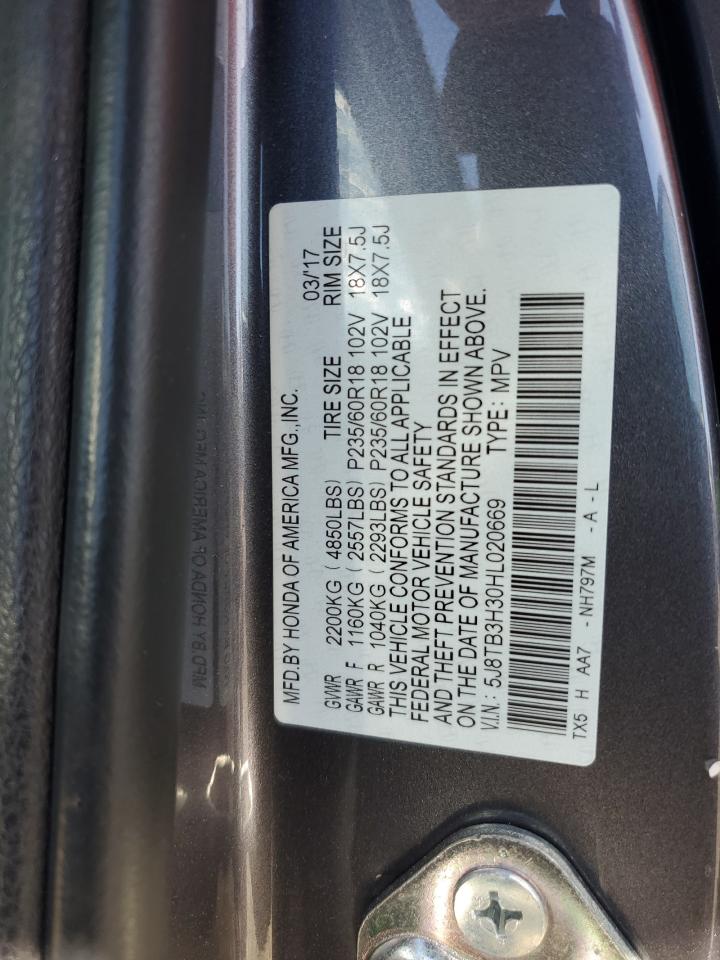 MFD.BY HONDA OF AMERICA MFG.,INC. 03/'17
GVWR 2200KG ( 4850LBS) TIRE SIZE RIM SIZE
GAWR F 1160KG ( 2557LBS) P235/60R18 102V 18X7.5J
GAWR R 1040KG ( 2293LBS) P235/60R18 102V 18X7.5J
THIS VEHICLE CONFORMS TO ALL APPLICABLE
FEDERAL MOTOR VEHICLE SAFETY
AND THEFT PREVENTION STANDARDS IN EFFECT
ON THE DATE OF MANUFACTURE SHOWN ABOVE.
V.I.N.: 5J8TB3H30HL020669 TYPE: MPV
TX5 H AA7 - NH797M - A - L